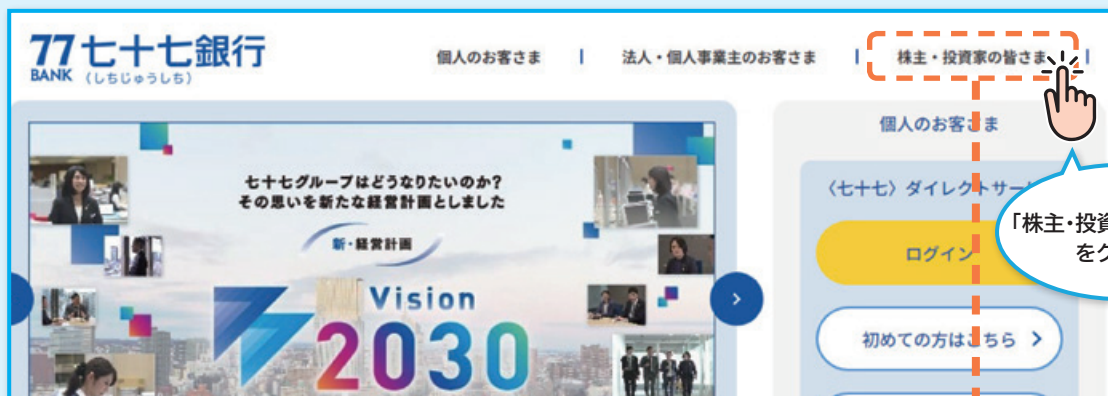 77 七十七銀行
BANK （しちじゅうしち）
個人のお客さま
法人・個人事業主のお客さま
株主・投資家の皆さま
七十七グループはどうなりたいのか？
その思いを新たな経営計画としました
新・経営計画
Vision
2030
個人のお客さま
〈七十七〉ダイレクトサー
ログイン
初めての方はこちら
「株主・投資
をク